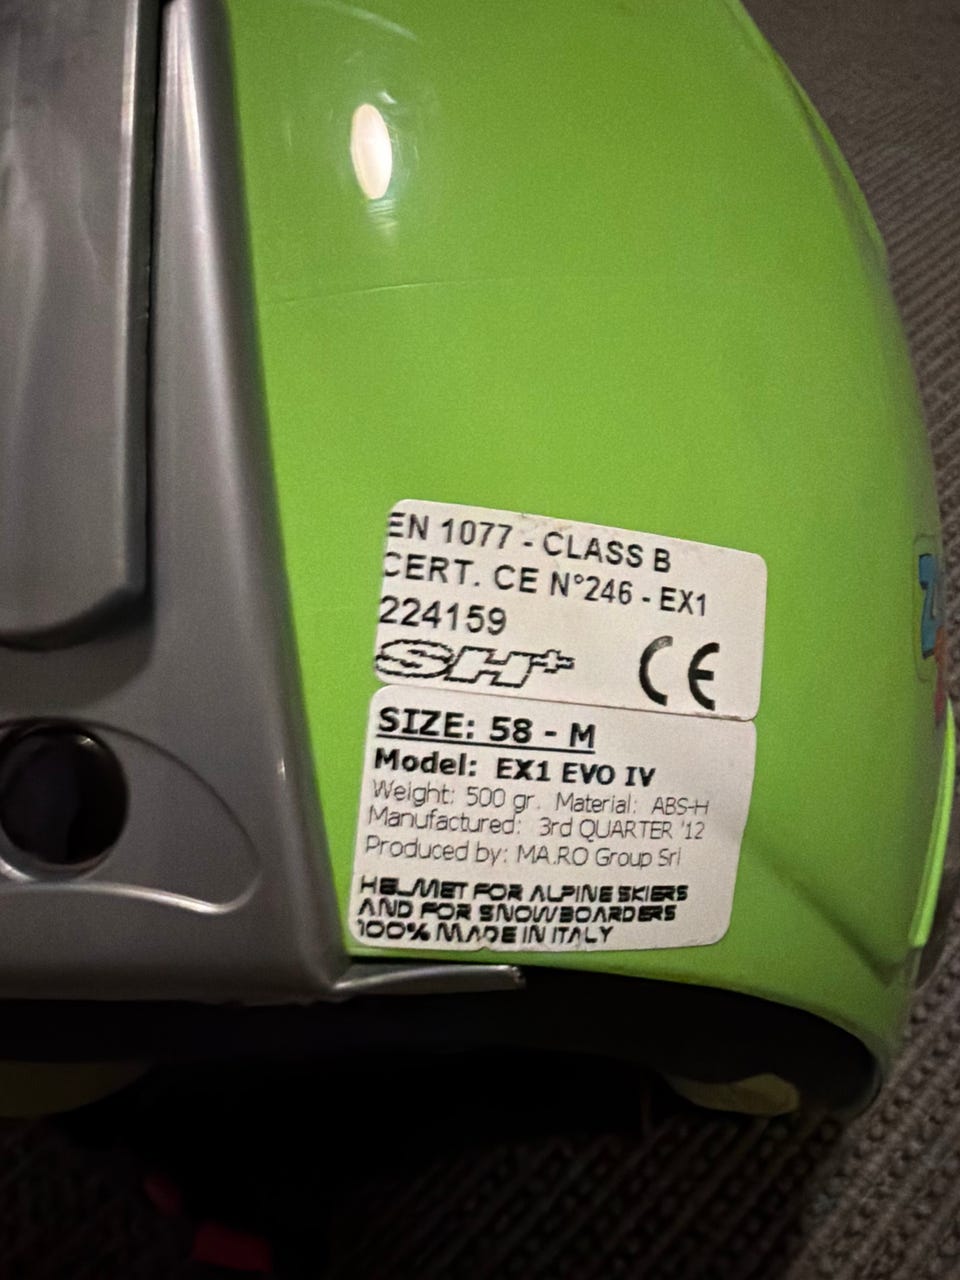 EN 1077 - CLASS B
CERT. CE N°246 - EX1
224159
SH+ CE
SIZE: 58 - M
Model: EX1 EVO IV
Weight: 500 gr. Material: ABS-H
Manufactured: 3rd QUARTER '12
Produced by: MA.RO Group Srl
HELMET FOR ALPINE SKIERS
AND FOR SNOWBOARDERS
100% MADE IN ITALY